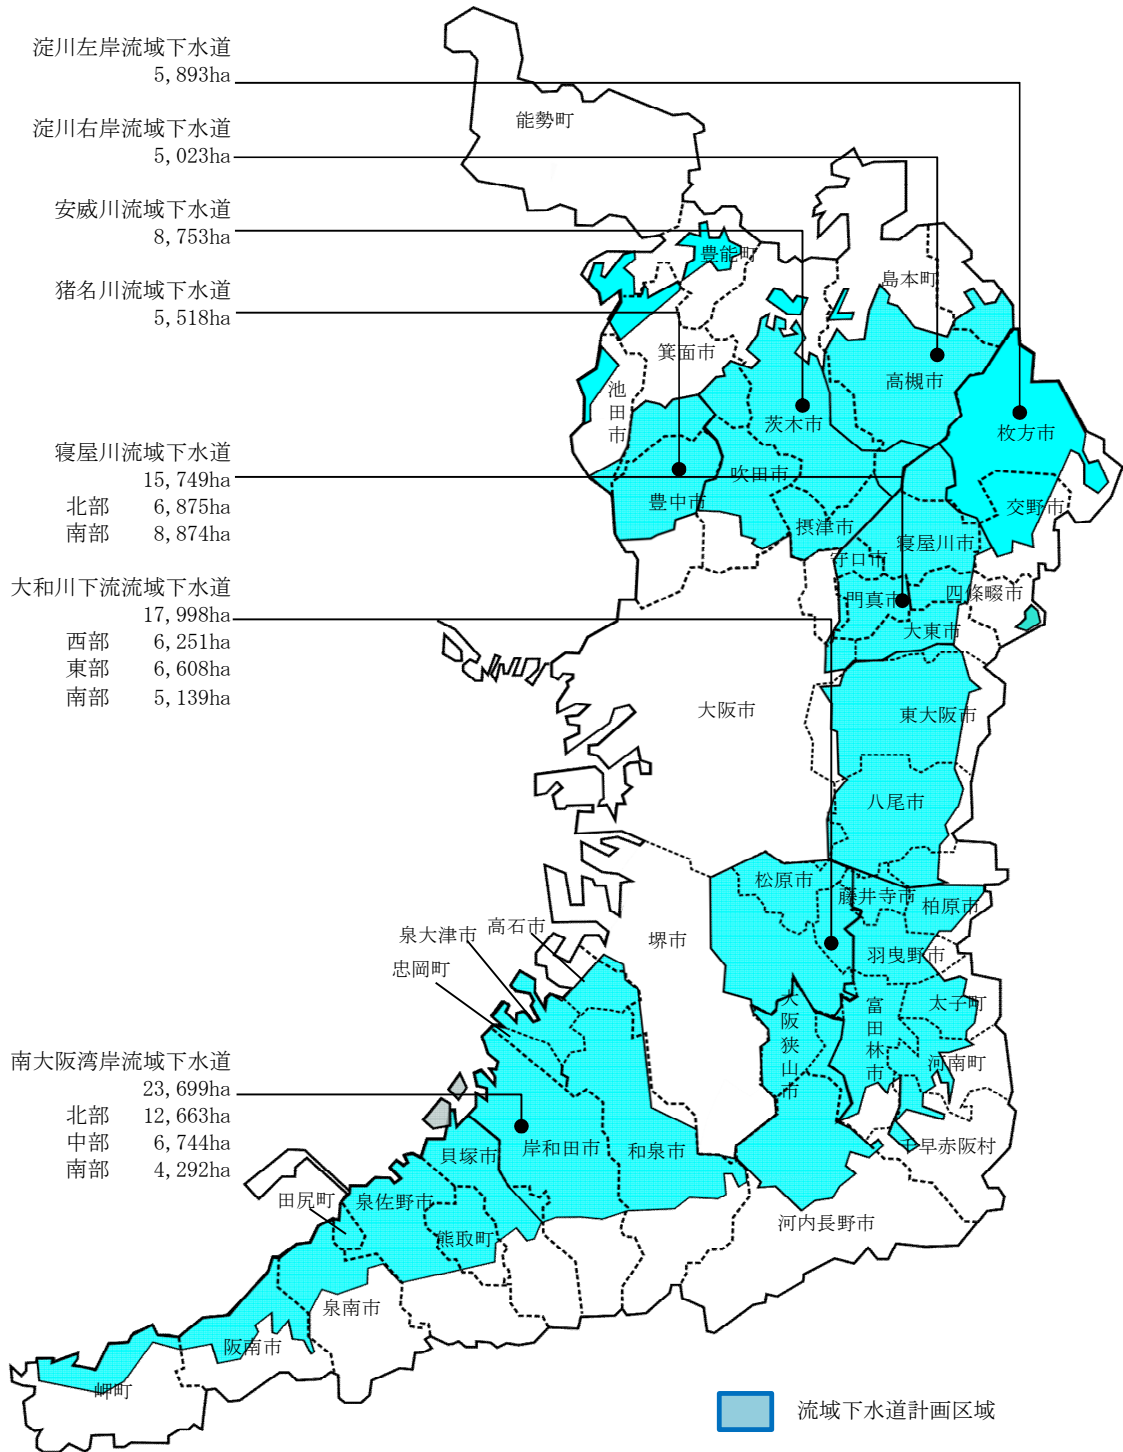 淀川左岸流域下水道
5,893ha
淀川右岸流域下水道
5,023ha
安威川流域下水道
8,753ha
猪名川流域下水道
5,518ha
寝屋川流域下水道
15,749ha
北部 6,875ha
南部 8,874ha
大和川下流流域下水道
17,998ha
西部 6,251ha
東部 6,608ha
南部 5,139ha
南大阪湾岸流域下水道
23,699ha
北部 12,663ha
中部 6,744ha
南部 4,292ha
能勢町
豊能町
島本町
箕面市
池田市
高槻市
茨木市
枚方市
吹田市
豊中市
交野市
摂津市
寝屋川市
守口市
門真市
四條畷市
大東市
大阪市
東大阪市
八尾市
松原市
藤井寺市
柏原市
堺市
高石市
泉大津市
忠岡町
羽曳野市
大阪狭山市
富田林市
太子町
河南町
千早赤阪村
岸和田市
和泉市
貝塚市
河内長野市
田尻町
泉佐野市
熊取町
泉南市
阪南市
岬町
流域下水道計画区域